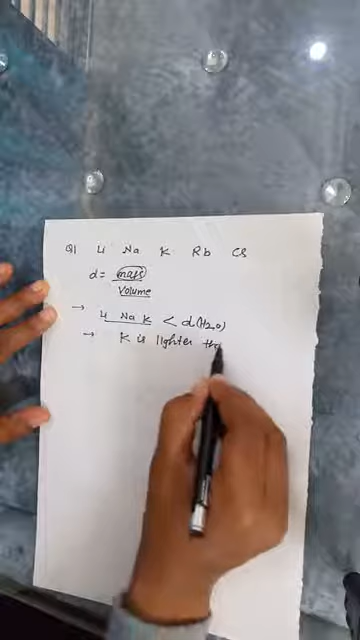 Q1 Li Na K Rb CS
d = mass
Volume
→ Li Na K < d(H2O)
→ K is lighter th